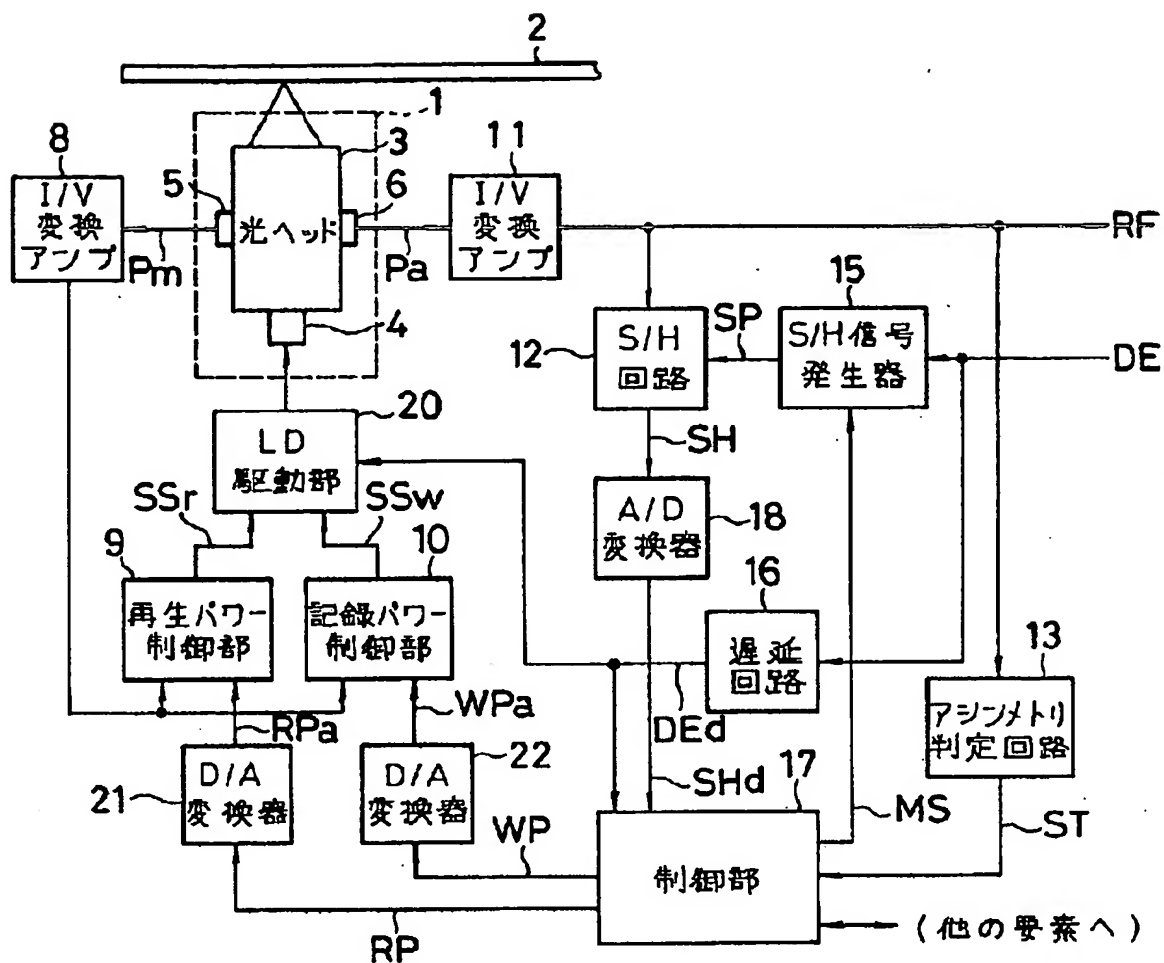 2
1
8
I/V
変換
アンプ
Pm
5
3
光ヘッド
6
4
Pa
11
I/V
変換
アンプ
RF
12
S/H
回路
SP
15
S/H信号
発生器
DE
20
LD
駆動部
SH
SSr
SSw
A/D
変換器
18
9
再生パワー
制御部
10
記録パワー
制御部
16
遅延
回路
DEd
13
アシンメトリ
判定回路
RPa
WPa
21
D/A
変換器
22
D/A
変換器
SHd
17
制御部
MS
ST
WP
RP
(他の要素へ)